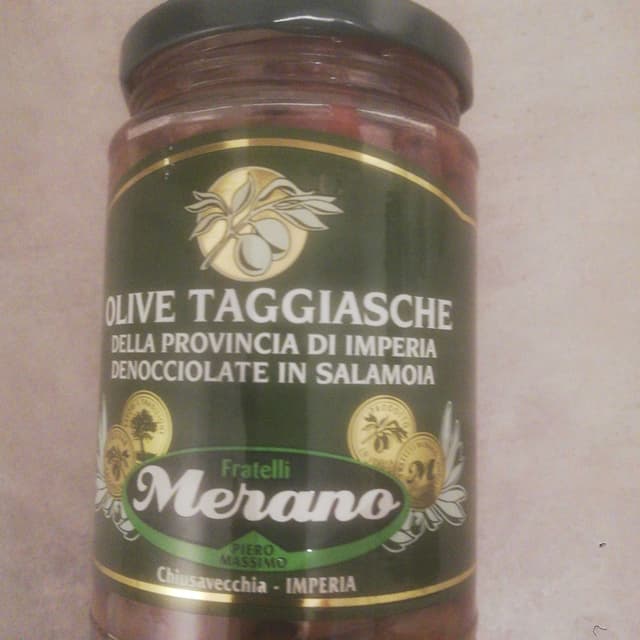 OLIVE TAGGIASCHE
DELLA PROVINCIA DI IMPERIA
DENOCCIOLATE IN SALAMOIA
Fratelli
Merano
PIERO
MASSIMO
Chiusavecchia - IMPERIA